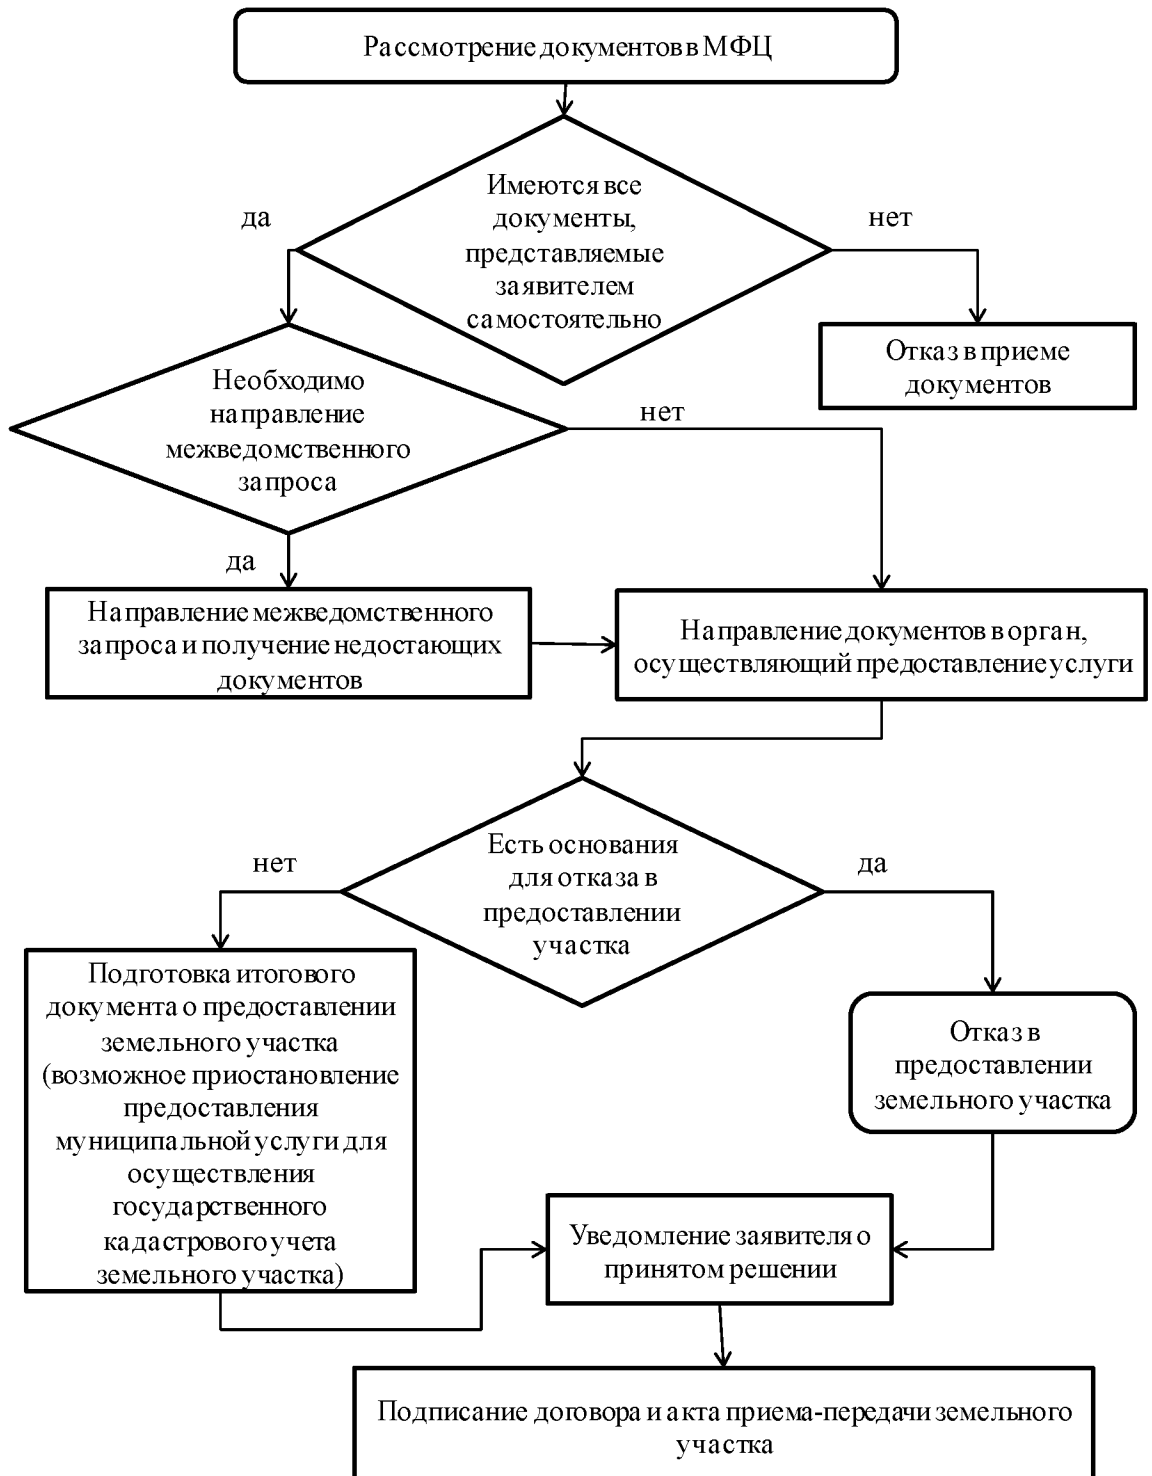 Рассмотрение документов в МФЦ
Имеются все
документы,
представляемые
заявителем
самостоятельно
да
нет
Отказ в приеме
документов
Необходимо
направление
межведомственного
запроса
нет
да
Направление межведомственного
запроса и получение недостающих
документов
Направление документов в орган,
осуществляющий предоставление услуги
Есть основания
для отказа в
предоставлении
участка
нет
да
Подготовка итогового
документа о предоставлении
земельного участка
(возможное приостановление
предоставления
муниципальной услуги для
осуществления
государственного
кадастрового учета
земельного участка)
Отказ в
предоставлении
земельного участка
Уведомление заявителя о
принятом решении
Подписание договора и акта приема-передачи земельного
участка